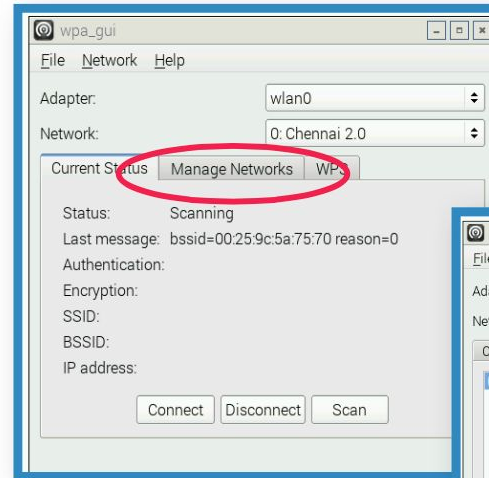 wpa_gui
File Network Help
Adapter: wlan0
Network: 0: Chennai 2.0
Current Status Manage Networks WPS
Status: Scanning
Last message: bssid=00:25:9c:5a:75:70 reason=0
Authentication:
Encryption:
SSID:
BSSID:
IP address:
Connect Disconnect Scan